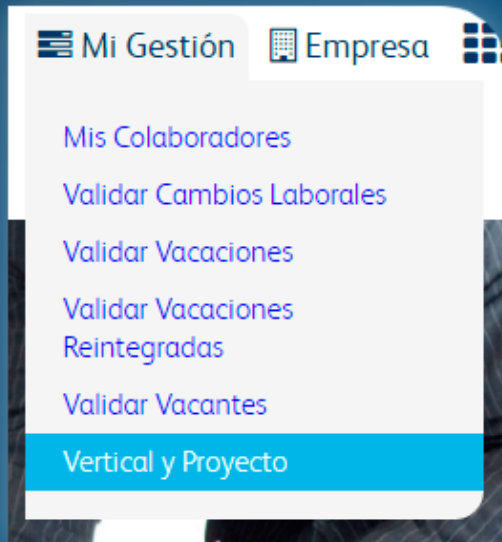 Mi Gestión Empresa
Mis Colaboradores
Validar Cambios Laborales
Validar Vacaciones
Validar Vacaciones
Reintegradas
Validar Vacantes
Vertical y Proyecto